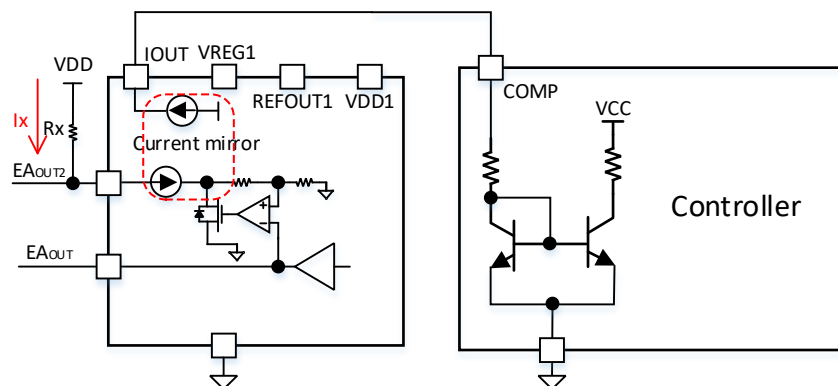 IOUT
VREG1
VDD
REFOUT1
VDD1
COMP
VCC
Ix
Rx
Current mirror
EAOUT2
Controller
+
−
EAOUT